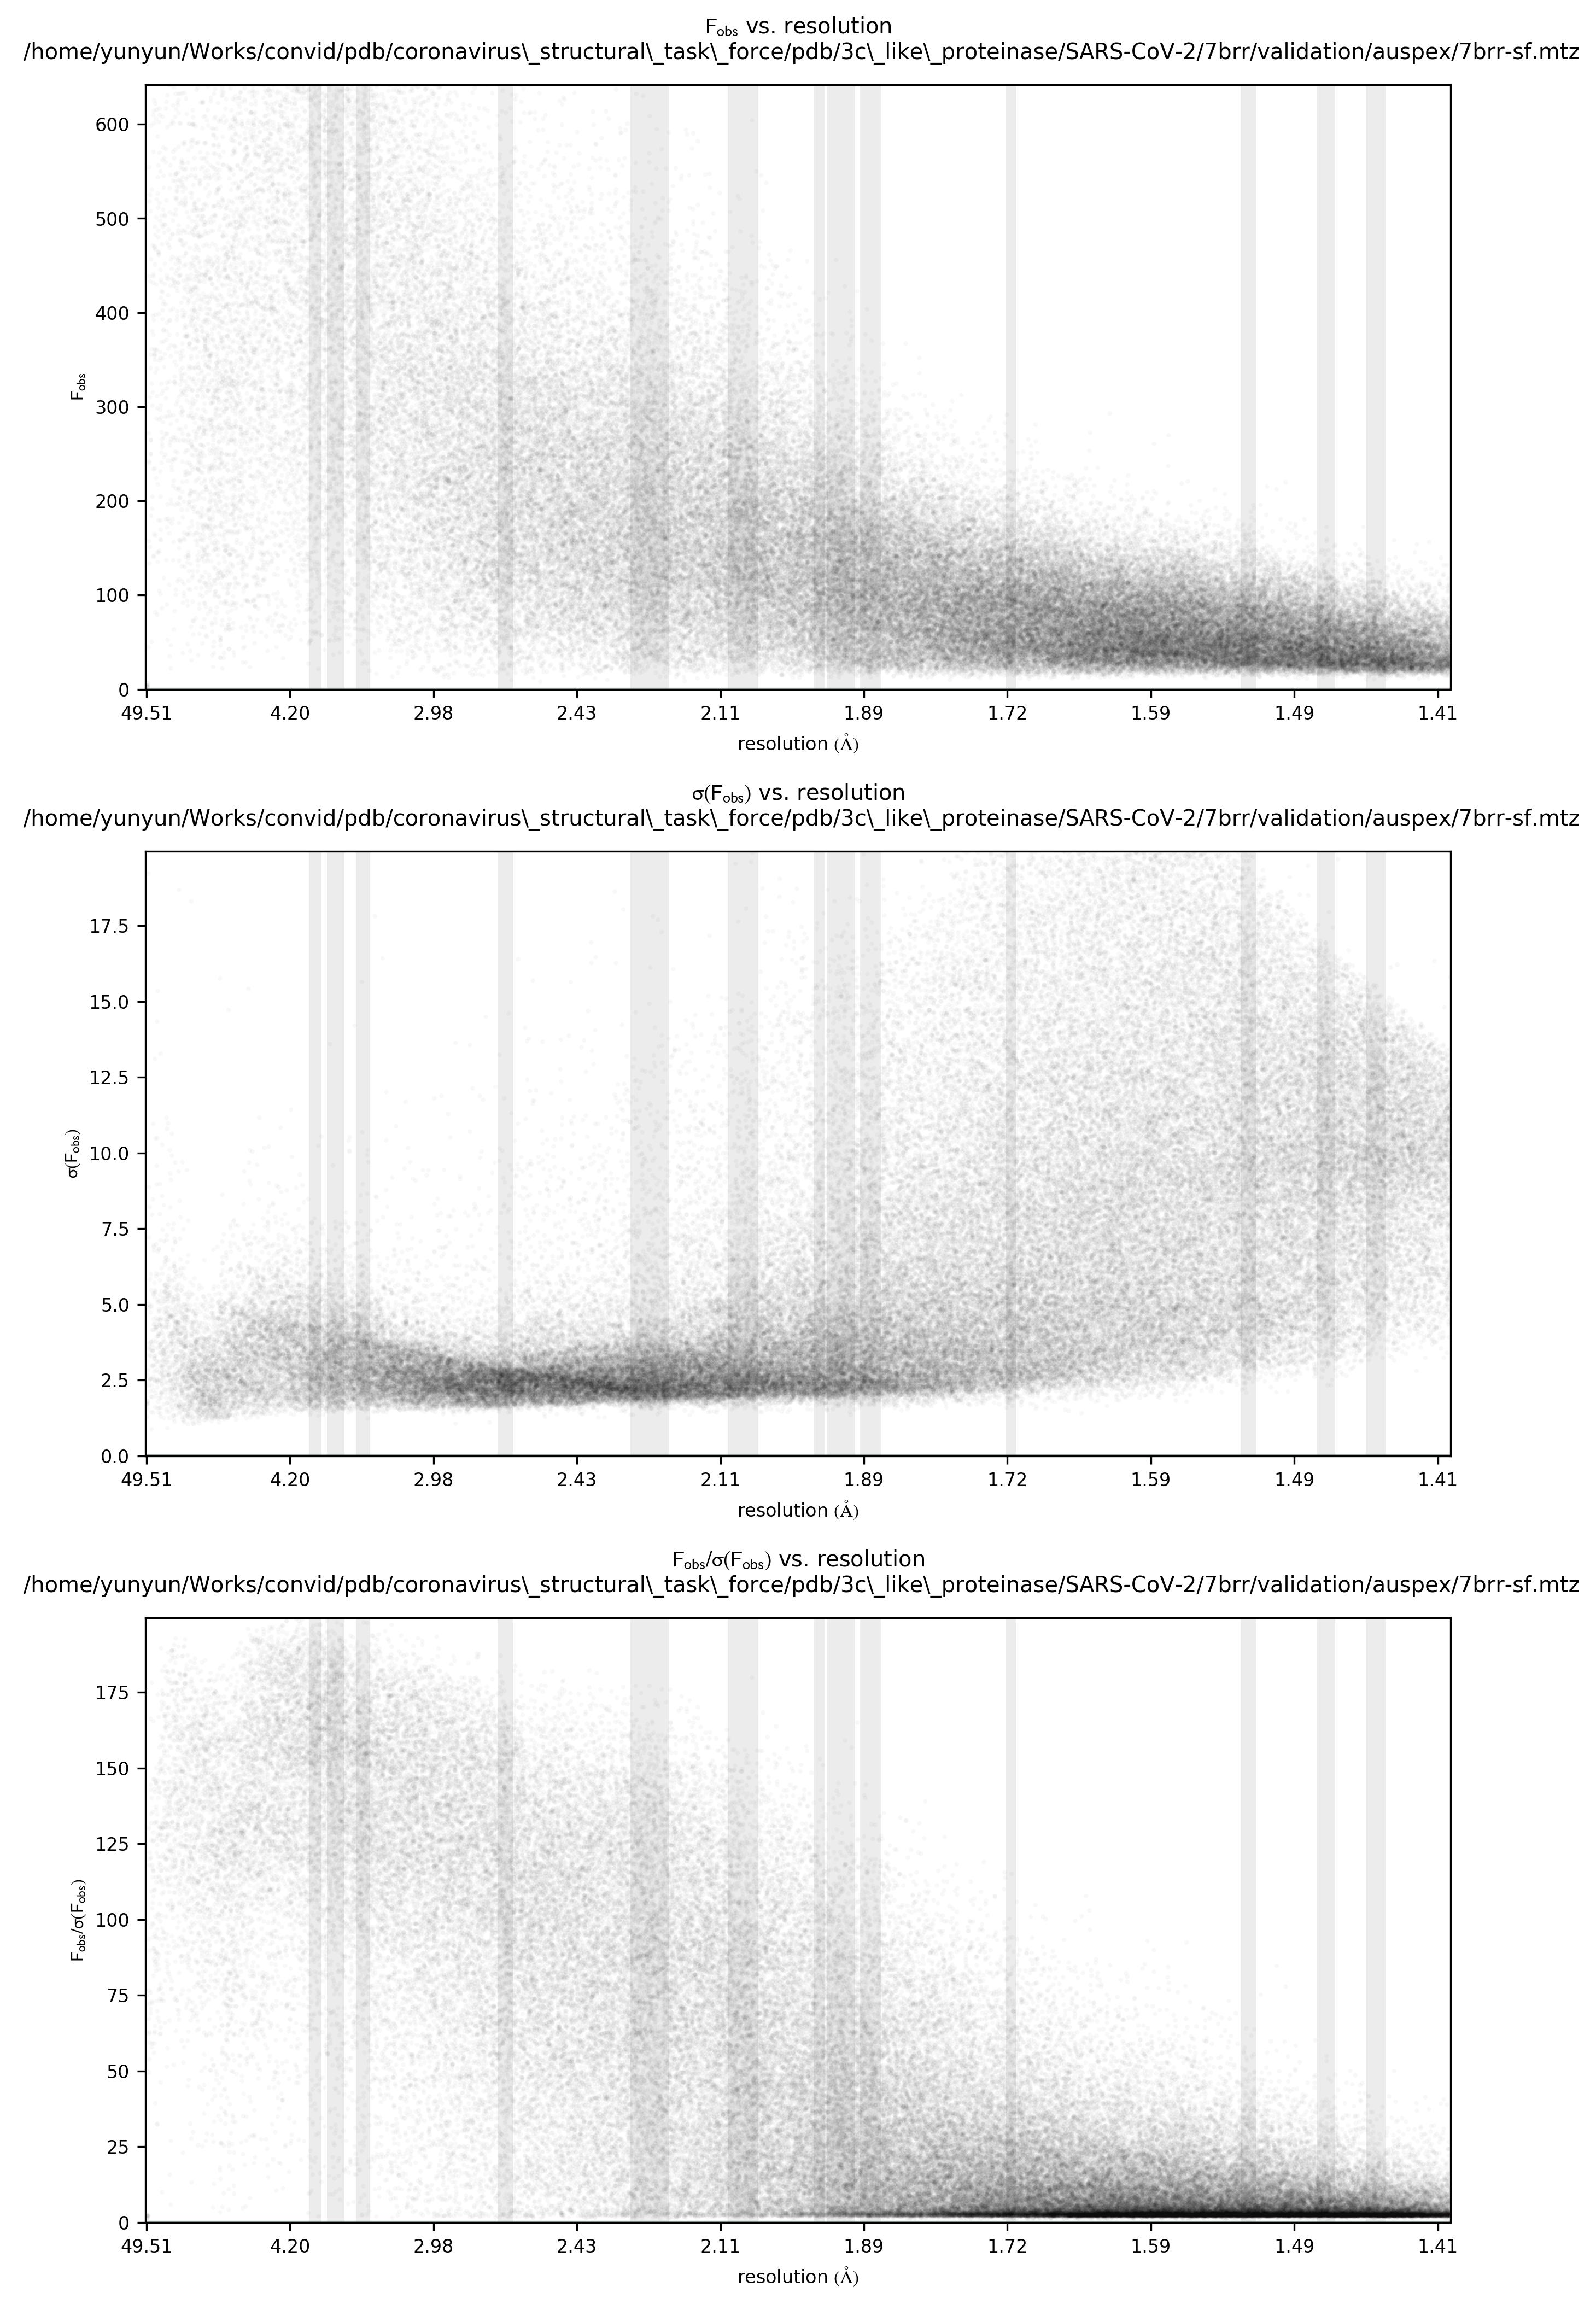 Fobs vs. resolution
/home/yunyun/Works/convid/pdb/coronavirus\_structural\_task\_force/pdb/3c\_like\_proteinase/SARS-CoV-2/7brr/validation/auspex/7brr-sf.mtz
600
500
400
300
200
100
0
Fobs
49.51 4.20 2.98 2.43 2.11 1.89 1.72 1.59 1.49 1.41
resolution (Å)
σ(Fobs) vs. resolution
/home/yunyun/Works/convid/pdb/coronavirus\_structural\_task\_force/pdb/3c\_like\_proteinase/SARS-CoV-2/7brr/validation/auspex/7brr-sf.mtz
17.5
15.0
12.5
10.0
7.5
5.0
2.5
0.0
σ(Fobs)
49.51 4.20 2.98 2.43 2.11 1.89 1.72 1.59 1.49 1.41
resolution (Å)
Fobs/σ(Fobs) vs. resolution
/home/yunyun/Works/convid/pdb/coronavirus\_structural\_task\_force/pdb/3c\_like\_proteinase/SARS-CoV-2/7brr/validation/auspex/7brr-sf.mtz
175
150
125
100
75
50
25
0
Fobs/σ(Fobs)
49.51 4.20 2.98 2.43 2.11 1.89 1.72 1.59 1.49 1.41
resolution (Å)